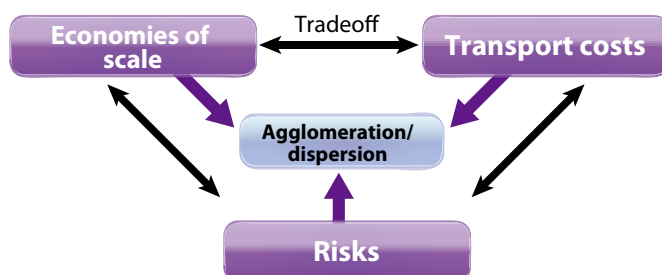 Economies of
scale
Tradeoff
Transport costs
Agglomeration/
dispersion
Risks